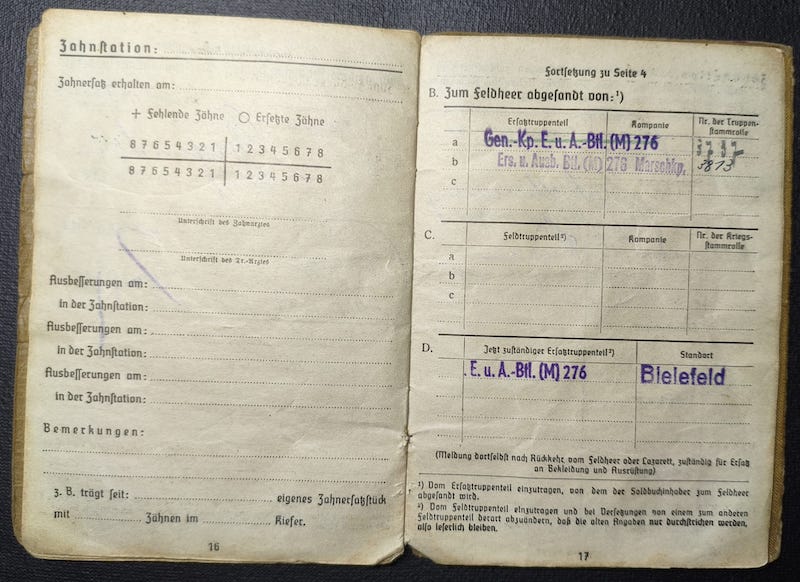 Zahnstation:
Zahnersatz erhalten am:
+ Fehlende Zähne ○ Ersetzte Zähne
8 7 6 5 4 3 2 1 | 1 2 3 4 5 6 7 8
8 7 6 5 4 3 2 1 | 1 2 3 4 5 6 7 8
Unterschrift des Zahnarztes
Unterschrift des Tr.-Arztes
Ausbesserungen am:
in der Zahnstation:
Ausbesserungen am:
in der Zahnstation:
Ausbesserungen am:
in der Zahnstation:
Bemerkungen:
z. B. trägt seit: eigenes Zahnersatzstück
mit Zähnen im Kiefer.
16
Fortsetzung zu Seite 4
B. Zum Feldheer abgesandt von:¹)
Ersatztruppenteil Kompanie Nr. der Truppen-
stammrolle
a Gen.-Kp. E. u. A.-Btl. (M) 276
b Ers. u. Ausb. Btl. (M) 276 Marschkp. 3813
c
C. Feldtruppenteil²) Kompanie Nr. der Kriegs-
stammrolle
a
b
c
D. Jetzt zuständiger Ersatztruppenteil²) Standort
E. u. A.-Btl. (M) 276 Bielefeld
(Meldung dortselbst nach Rückkehr vom Feldheer oder Lazarett, zuständig für Ersatz
an Bekleidung und Ausrüstung)
¹) Vom Ersatztruppenteil einzutragen, von dem der Soldbuchinhaber zum Feldheer
abgesandt wird.
²) Vom Feldtruppenteil einzutragen und bei Versetzungen von einem zum anderen
Feldtruppenteil derart abzuändern, daß die alten Angaben nur durchstrichen werden,
also leserlich bleiben.
17